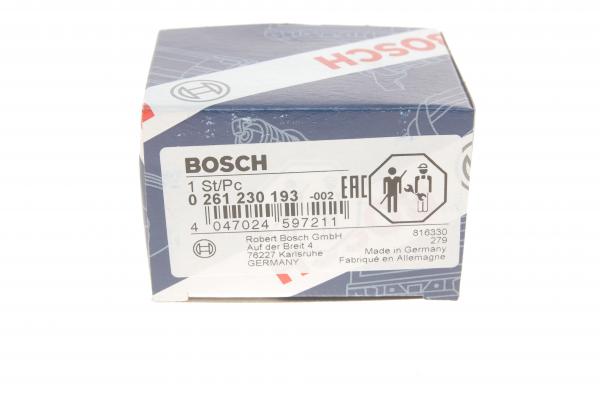 BOSCH
BOSCH
BOSCH
1 St/Pc
0 261 230 193 -002
EAC
4 047024 597211
Robert Bosch GmbH
Auf der Breit 4
76227 Karlsruhe
GERMANY
816330
279
Made in Germany
Fabriqué en Allemagne